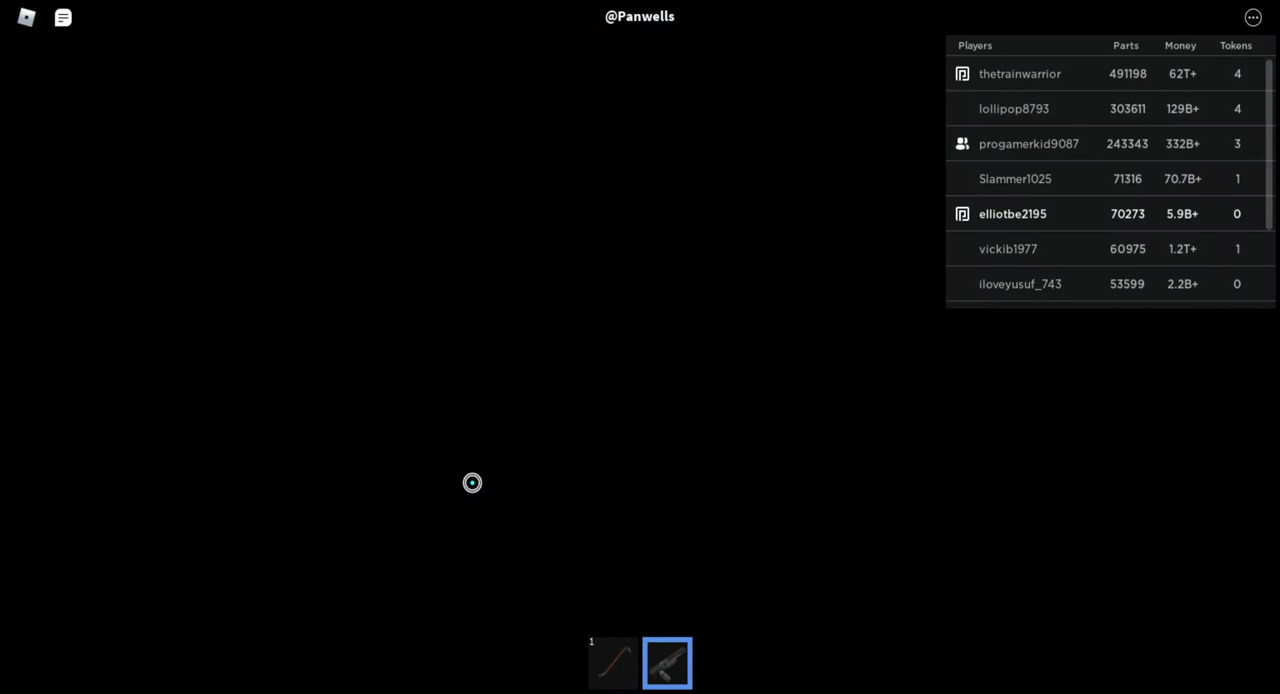 @Panwells
Players Parts Money Tokens
thetrainwarrior 491198 62T+ 4
lollipop8793 303611 129B+ 4
progamerkid9087 243343 332B+ 3
Slammer1025 71316 70.7B+ 1
elliotbe2195 70273 5.9B+ 0
vickib1977 60975 1.2T+ 1
iloveyusuf_743 53599 2.2B+ 0
1